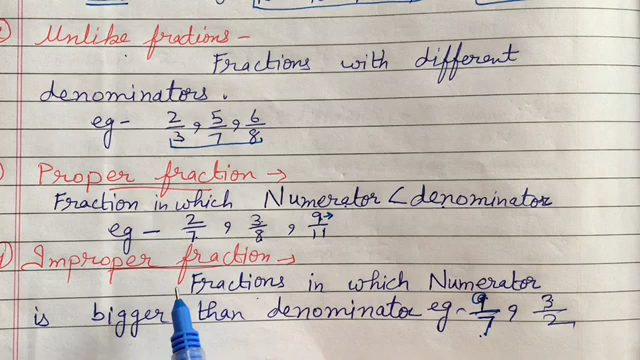 Unlike frations -
Fractions with different
denominators.
eg - 2/3, 5/7, 6/8
Proper fraction →
Fraction in which Numerator < denominator
eg - 2/7, 3/8, 9/11
Improper fraction →
Fractions in which Numerator
is bigger than denominator eg - 9/7, 3/2